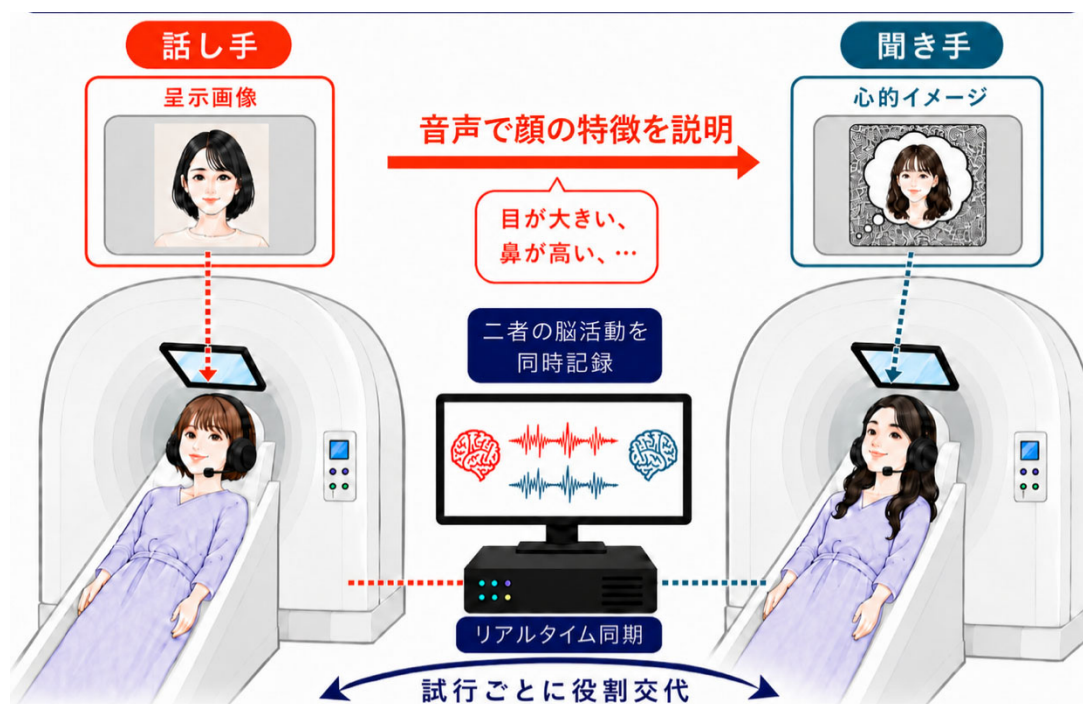 話し手
聞き手
呈示画像
心的イメージ
音声で顔の特徴を説明
目が大きい、
鼻が高い、…
二者の脳活動を
同時記録
リアルタイム同期
試行ごとに役割交代